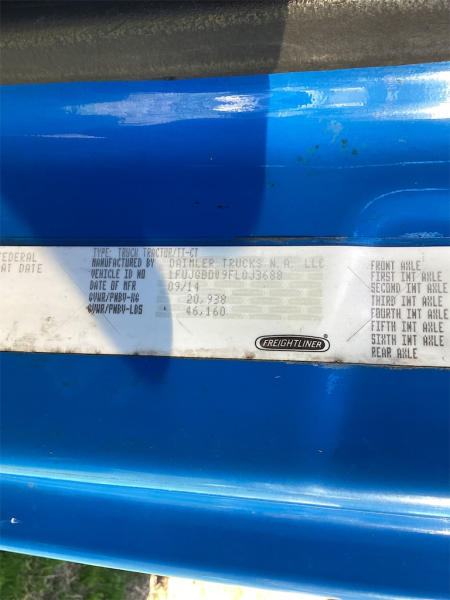 FEDERAL
AT DATE
TYPE: TRUCK TRACTOR/TT-CT
MANUFACTURED BY DAIMLER TRUCKS N.A. LLC
VEHICLE ID NO 1FUJGBDV9FLGJ3688
DATE OF MFR 09/14
GVWR/PNBV-KG 20,938
GVWR/PNBV-LBS 46,160
FREIGHTLINER
FRONT AXLE
FIRST INT AXLE
SECOND INT AXLE
THIRD INT AXLE
FOURTH INT AXLE
FIFTH INT AXLE
SIXTH INT AXLE
REAR AXLE